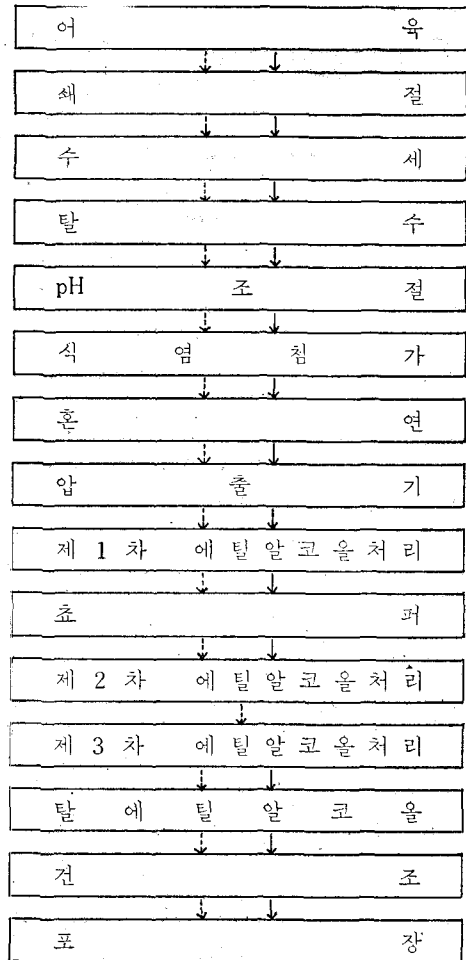 어육
쇄절
수세
탈수
pH 조절
식염첨가
혼연
압출기
제1차 에틸알코올처리
쵸퍼
제2차 에틸알코올처리
제3차 에틸알코올처리
탈에틸알코올
건조
포장